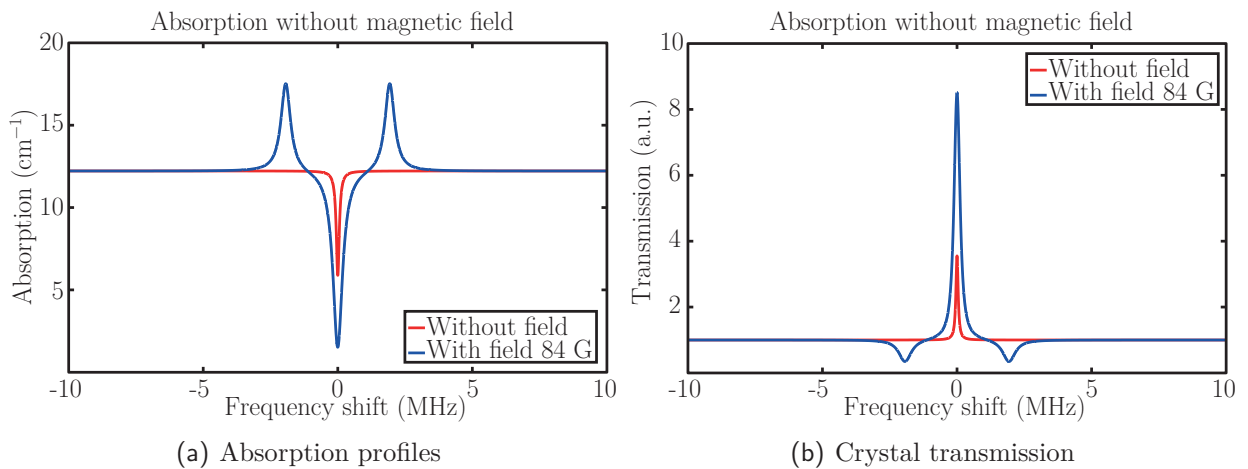 Absorption without magnetic field
20
15
10
5
-10
-5
0
5
10
Absorption (cm⁻¹)
Frequency shift (MHz)
Without field
With field 84 G
(a) Absorption profiles
Absorption without magnetic field
10
8
6
4
2
-10
-5
0
5
10
Transmission (a.u.)
Frequency shift (MHz)
Without field
With field 84 G
(b) Crystal transmission